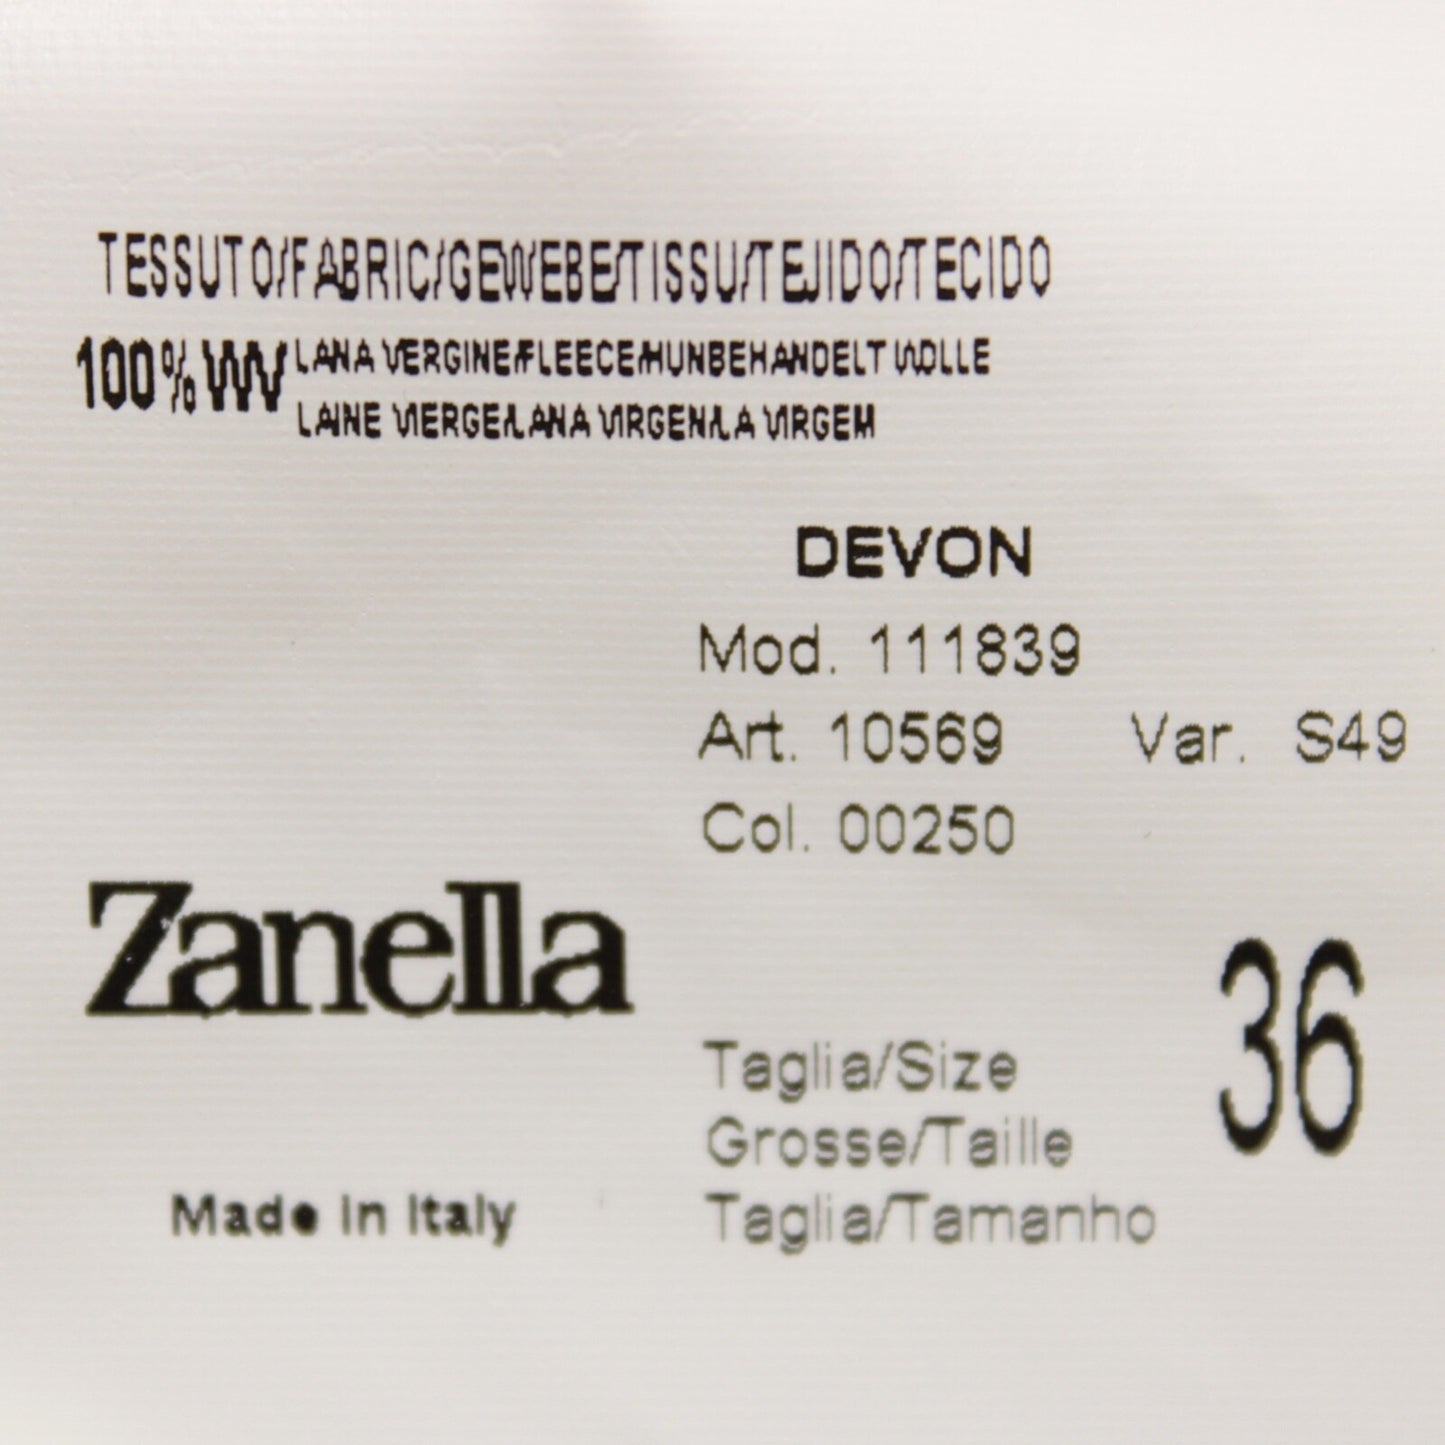 TESSUTO/FABRIC/GEWEBE/TISSU/TEJIDO/TECIDO
100% WV LANA VERGINE/FLEECE/HUNBEHANDELT WOLLE
LAINE VIERGE/LANA VIRGEN/LA VIRGEM
DEVON
Mod. 111839
Art. 10569 Var. S49
Col. 00250
Zanella
36
Taglia/Size
Grosse/Taille
Taglia/Tamanho
Made In Italy